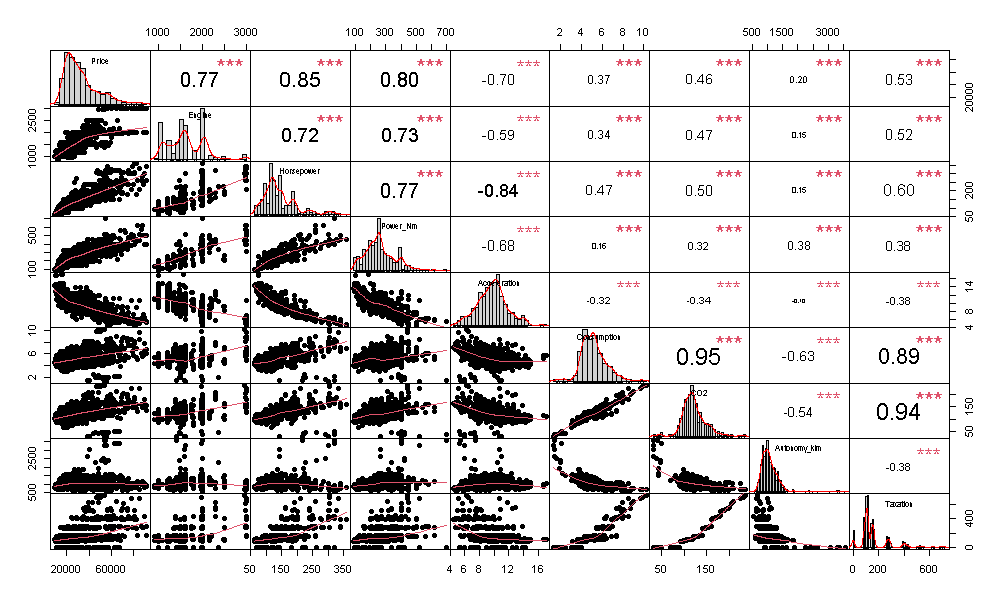 1000 2000 3000 100 300 500 700 2 4 6 8 10 500 1500 3000
Price 0.77 *** 0.85 *** 0.80 *** -0.70 *** 0.37 *** 0.46 *** 0.20 *** 0.53 *** 20000
1000 2500 Engine 0.72 *** 0.73 *** -0.59 *** 0.34 *** 0.47 *** 0.15 *** 0.52 ***
Horsepower 0.77 *** -0.84 *** 0.47 *** 0.50 *** 0.15 *** 0.60 *** 50 200
100 500 Power_Nm -0.68 *** 0.16 *** 0.32 *** 0.38 *** 0.38 ***
Acceleration -0.32 *** -0.34 *** -0.10 *** -0.38 *** 4 8 14
2 6 10 Consumption 0.95 *** -0.63 *** 0.89 ***
CO2 -0.54 *** 0.94 *** 50 150
500 2500 Autonomy_km -0.38 ***
Taxation 0 400
20000 60000 50 150 250 350 4 6 8 12 16 50 150 0 200 600